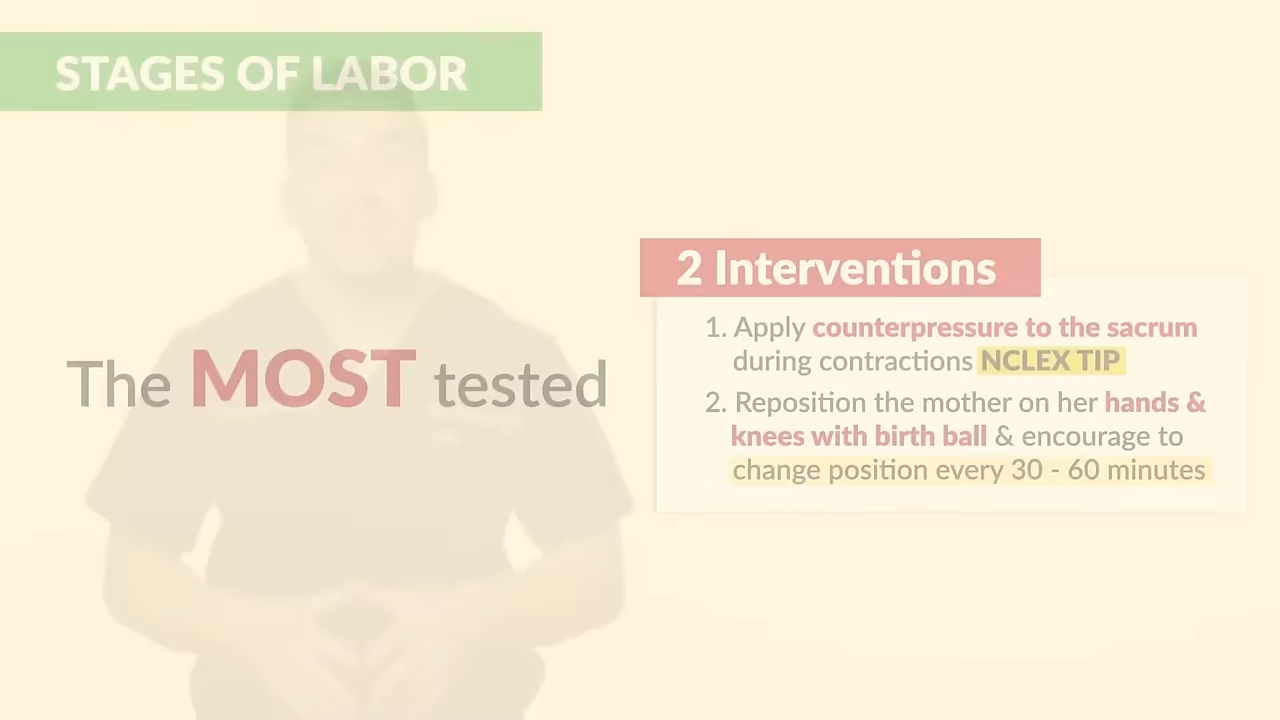 STAGES OF LABOR
The MOST tested
2 Interventions
1. Apply counterpressure to the sacrum
during contractions NCLEX TIP
2. Reposition the mother on her hands &
knees with birth ball & encourage to
change position every 30 - 60 minutes